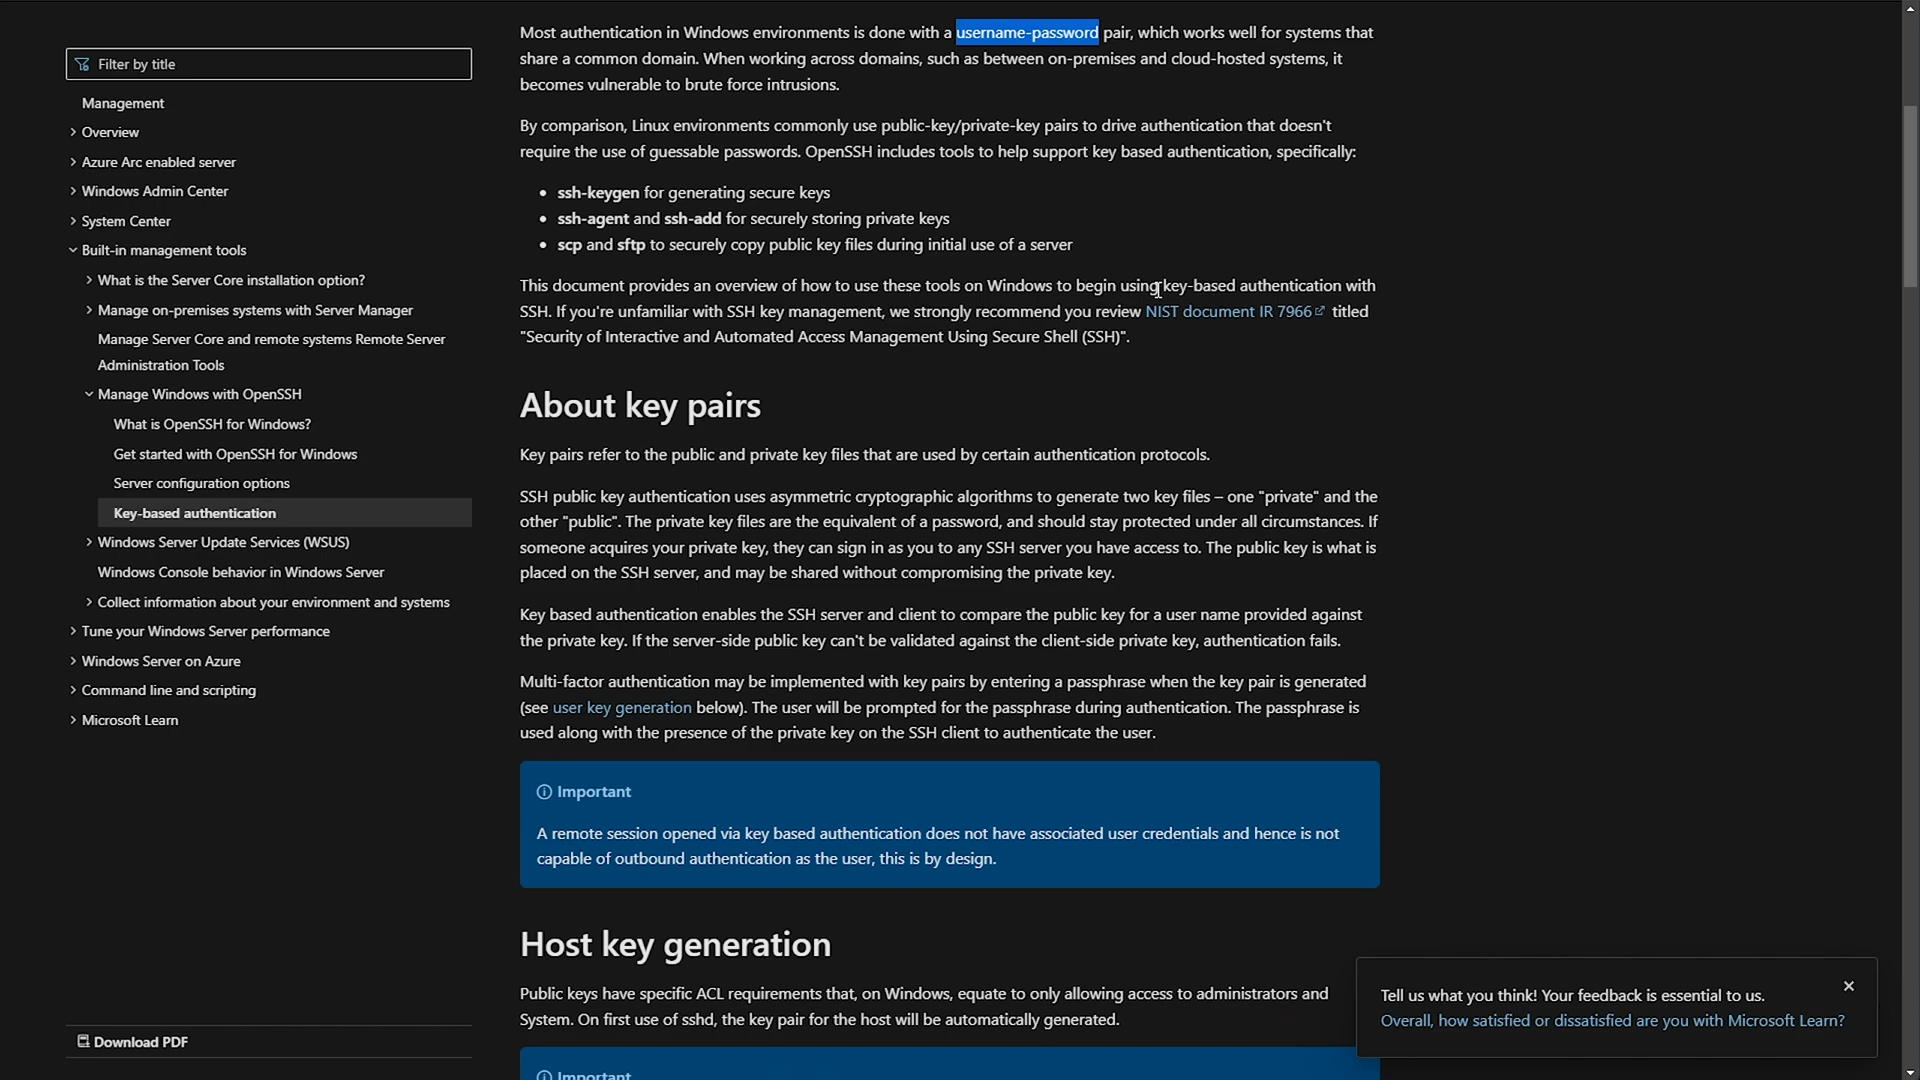 Filter by title
Management
Overview
Azure Arc enabled server
Windows Admin Center
System Center
Built-in management tools
What is the Server Core installation option?
Manage on-premises systems with Server Manager
Manage Server Core and remote systems Remote Server
Administration Tools
Manage Windows with OpenSSH
What is OpenSSH for Windows?
Get started with OpenSSH for Windows
Server configuration options
Key-based authentication
Windows Server Update Services (WSUS)
Windows Console behavior in Windows Server
Collect information about your environment and systems
Tune your Windows Server performance
Windows Server on Azure
Command line and scripting
Microsoft Learn
Download PDF
Most authentication in Windows environments is done with a username-password pair, which works well for systems that
share a common domain. When working across domains, such as between on-premises and cloud-hosted systems, it
becomes vulnerable to brute force intrusions.
By comparison, Linux environments commonly use public-key/private-key pairs to drive authentication that doesn't
require the use of guessable passwords. OpenSSH includes tools to help support key based authentication, specifically:
• ssh-keygen for generating secure keys
• ssh-agent and ssh-add for securely storing private keys
• scp and sftp to securely copy public key files during initial use of a server
This document provides an overview of how to use these tools on Windows to begin using key-based authentication with
SSH. If you're unfamiliar with SSH key management, we strongly recommend you review NIST document IR 7966 titled
"Security of Interactive and Automated Access Management Using Secure Shell (SSH)".
About key pairs
Key pairs refer to the public and private key files that are used by certain authentication protocols.
SSH public key authentication uses asymmetric cryptographic algorithms to generate two key files – one "private" and the
other "public". The private key files are the equivalent of a password, and should stay protected under all circumstances. If
someone acquires your private key, they can sign in as you to any SSH server you have access to. The public key is what is
placed on the SSH server, and may be shared without compromising the private key.
Key based authentication enables the SSH server and client to compare the public key for a user name provided against
the private key. If the server-side public key can't be validated against the client-side private key, authentication fails.
Multi-factor authentication may be implemented with key pairs by entering a passphrase when the key pair is generated
(see user key generation below). The user will be prompted for the passphrase during authentication. The passphrase is
used along with the presence of the private key on the SSH client to authenticate the user.
Important
A remote session opened via key based authentication does not have associated user credentials and hence is not
capable of outbound authentication as the user, this is by design.
Host key generation
Public keys have specific ACL requirements that, on Windows, equate to only allowing access to administrators and
System. On first use of sshd, the key pair for the host will be automatically generated.
Important
Tell us what you think! Your feedback is essential to us.
Overall, how satisfied or dissatisfied are you with Microsoft Learn?